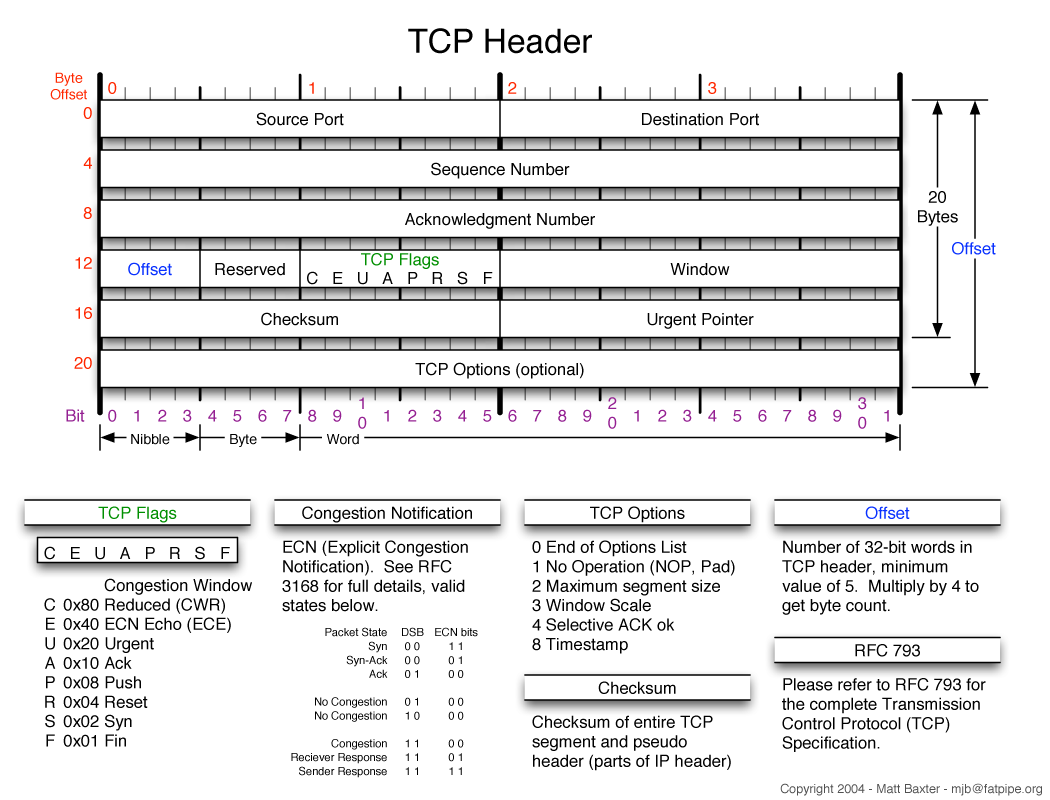 TCP Header
Byte
Offset
0 1 2 3
0 Source Port Destination Port
4 Sequence Number
8 Acknowledgment Number
20
Bytes
Offset
12 Offset Reserved TCP Flags Window
C E U A P R S F
16 Checksum Urgent Pointer
20 TCP Options (optional)
Bit 0 1 2 3 4 5 6 7 8 9 10 1 2 3 4 5 6 7 8 9 20 1 2 3 4 5 6 7 8 9 30 1
Nibble Byte Word
TCP Flags
C E U A P R S F
Congestion Window
C 0x80 Reduced (CWR)
E 0x40 ECN Echo (ECE)
U 0x20 Urgent
A 0x10 Ack
P 0x08 Push
R 0x04 Reset
S 0x02 Syn
F 0x01 Fin
Congestion Notification
ECN (Explicit Congestion
Notification). See RFC
3168 for full details, valid
states below.
Packet State DSB ECN bits
Syn 0 0 1 1
Syn-Ack 0 0 0 1
Ack 0 1 0 0
No Congestion 0 1 0 0
No Congestion 1 0 0 0
Congestion 1 1 0 0
Reciever Response 1 1 0 1
Sender Response 1 1 1 1
TCP Options
0 End of Options List
1 No Operation (NOP, Pad)
2 Maximum segment size
3 Window Scale
4 Selective ACK ok
8 Timestamp
Checksum
Checksum of entire TCP
segment and pseudo
header (parts of IP header)
Offset
Number of 32-bit words in
TCP header, minimum
value of 5. Multiply by 4 to
get byte count.
RFC 793
Please refer to RFC 793 for
the complete Transmission
Control Protocol (TCP)
Specification.
Copyright 2004 - Matt Baxter - mjb@fatpipe.org